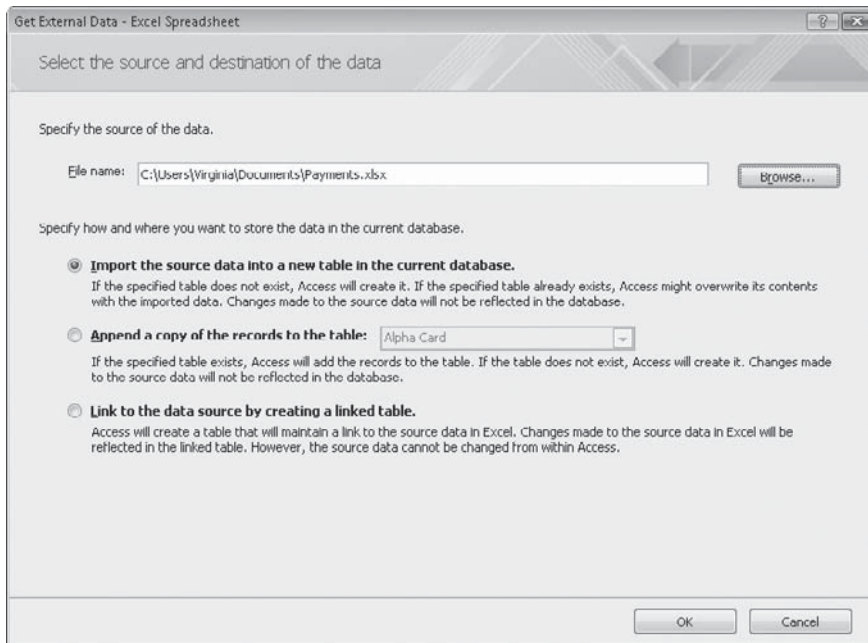 Get External Data - Excel Spreadsheet
Select the source and destination of the data
Specify the source of the data.
File name: C:\Users\Virginia\Documents\Payments.xlsx Browse...
Specify how and where you want to store the data in the current database.
Import the source data into a new table in the current database.
If the specified table does not exist, Access will create it. If the specified table already exists, Access might overwrite its contents
with the imported data. Changes made to the source data will not be reflected in the database.
Append a copy of the records to the table: Alpha Card
If the specified table exists, Access will add the records to the table. If the table does not exist, Access will create it. Changes made
to the source data will not be reflected in the database.
Link to the data source by creating a linked table.
Access will create a table that will maintain a link to the source data in Excel. Changes made to the source data in Excel will be
reflected in the linked table. However, the source data cannot be changed from within Access.
OK Cancel